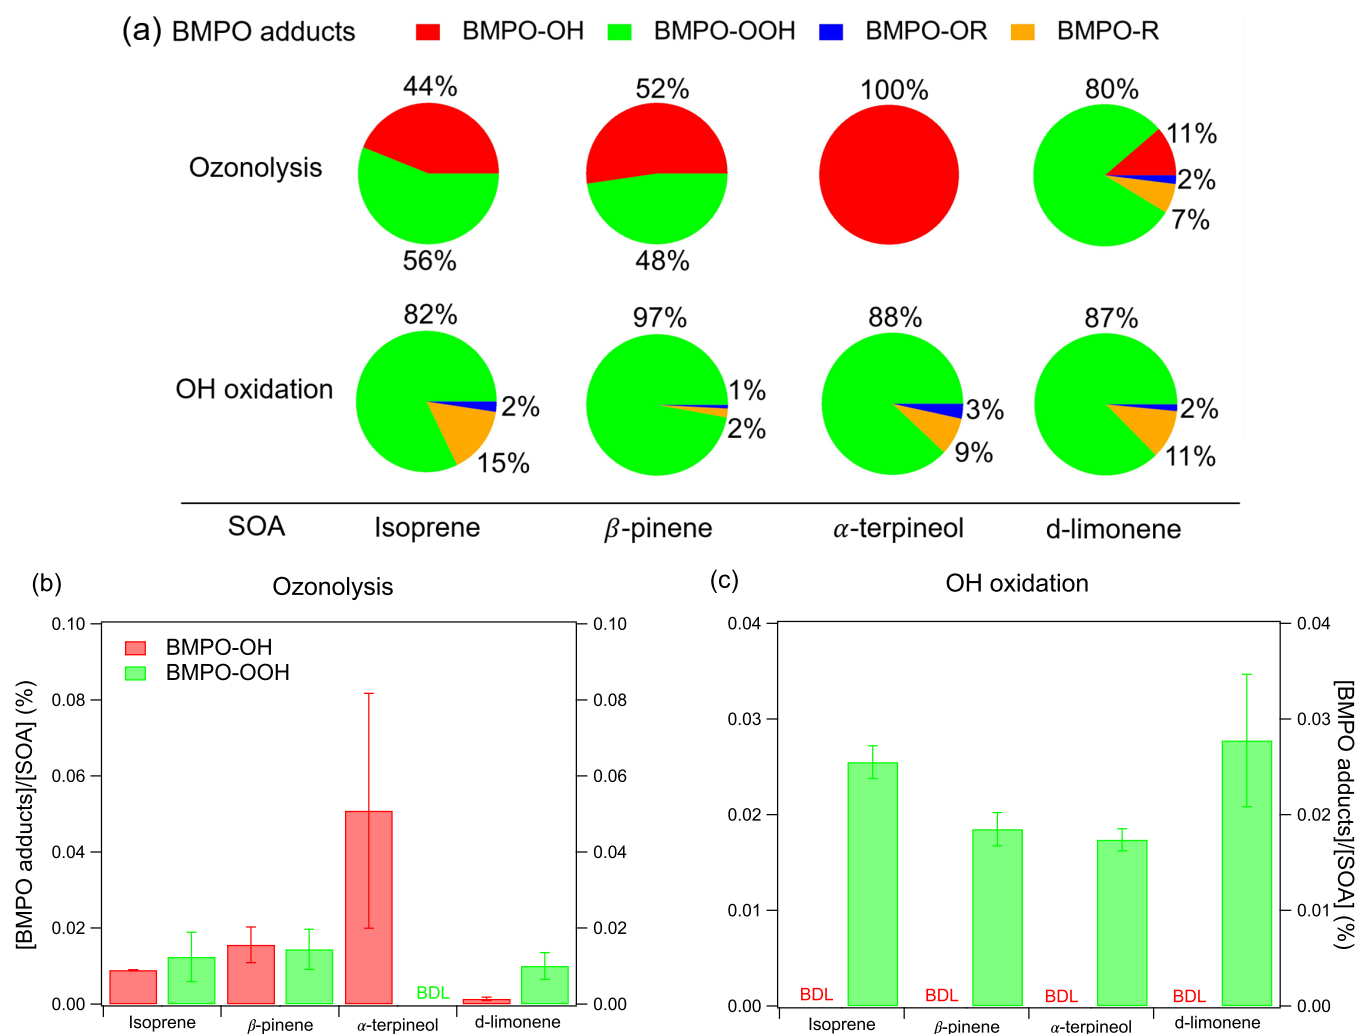 (a) BMPO adducts BMPO-OH BMPO-OOH BMPO-OR BMPO-R
44% 52% 100% 80%
11%
Ozonolysis
2%
7%
56% 48%
82% 97% 88% 87%
OH oxidation
1%
2% 3% 2%
2%
15% 9% 11%
SOA Isoprene β-pinene α-terpineol d-limonene
(b) Ozonolysis
BMPO-OH
BMPO-OOH
[BMPO adducts]/[SOA] (%)
0.10 0.10
0.08 0.08
0.06 0.06
0.04 0.04
0.02 0.02
0.00 0.00
BDL
Isoprene β-pinene α-terpineol d-limonene
(c) OH oxidation
0.04 0.04
0.03 0.03
0.02 0.02
0.01 0.01
0.00 0.00
BDL BDL BDL BDL
Isoprene β-pinene α-terpineol d-limonene
[BMPO adducts]/[SOA] (%)